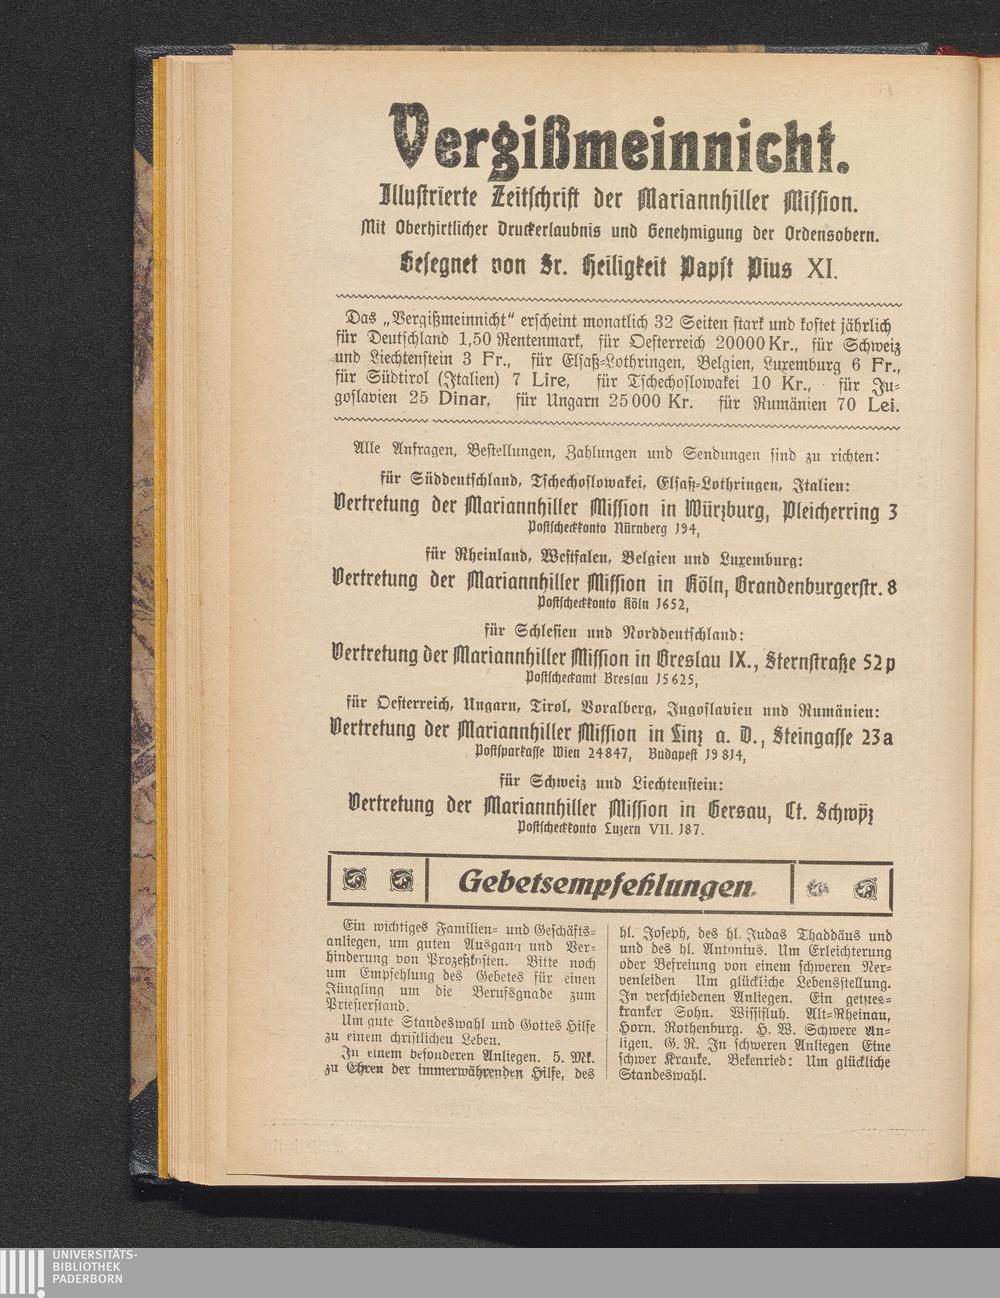 Vergißmeinnicht.
Illustrierte Zeitschrift der Mariannhiller Mission.
Mit Oberhirtlicher Druckerlaubnis und Genehmigung der Ordensobern.
Gesegnet von Sr. Heiligkeit Papst Pius XI.
Das „Vergißmeinnicht“ erscheint monatlich 32 Seiten stark und kostet jährlich
für Deutschland 1,50 Rentenmark, für Oesterreich 20000 Kr., für Schweiz
und Liechtenstein 3 Fr., für Elsaß-Lothringen, Belgien, Luxemburg 6 Fr.,
für Südtirol (Italien) 7 Lire, für Tschechoslowakei 10 Kr., für Ju-
goslavien 25 Dinar, für Ungarn 25000 Kr. für Rumänien 70 Lei.
Alle Anfragen, Bestellungen, Zahlungen und Sendungen sind zu richten:
für Süddeutschland, Tschechoslowakei, Elsaß-Lothringen, Italien:
Vertretung der Mariannhiller Mission in Würzburg, Pleicherring 3
Postscheckkonto Nürnberg 194,
für Rheinland, Westfalen, Belgien und Luxemburg:
Vertretung der Mariannhiller Mission in Köln, Brandenburgerstr. 8
Postscheckkonto Köln 1652,
für Schlesien und Norddeutschland:
Vertretung der Mariannhiller Mission in Breslau IX., Sternstraße 52p
Postscheckamt Breslau 15625,
für Oesterreich, Ungarn, Tirol, Voralberg, Jugoslavien und Rumänien:
Vertretung der Mariannhiller Mission in Linz a. D., Steingasse 23a
Postsparkasse Wien 24847, Budapest 19814,
für Schweiz und Liechtenstein:
Vertretung der Mariannhiller Mission in Gersau, Ct. Schwÿz
Postscheckkonto Luzern VII. 187.
Gebetsempfehlungen.
Ein wichtiges Familien- und Geschäfts-
anliegen, um guten Ausgang und Ver-
hinderung von Prozeßkosten. Bitte noch
um Empfehlung des Gebetes für einen
Jüngling um die Berufsgnade zum
Priesterstand.
Um gute Standeswahl und Gottes Hilfe
zu einem christlichen Leben.
In einem besonderen Anliegen. 5. Mk.
zu Ehren der immerwährenden Hilfe, des
hl. Joseph, des hl. Judas Thaddäus und
und des hl. Antonius. Um Erleichterung
oder Befreiung von einem schweren Ner-
venleiden Um glückliche Lebensstellung.
In verschiedenen Anliegen. Ein geistes-
kranker Sohn. Wissifluh. Alt-Rheinau,
Horn. Rothenburg. H. W. Schwere An-
ligen. G. R. In schweren Anliegen Eine
schwer Kranke. Bekenried: Um glückliche
Standeswahl.
UNIVERSITÄTS-
BIBLIOTHEK
PADERBORN